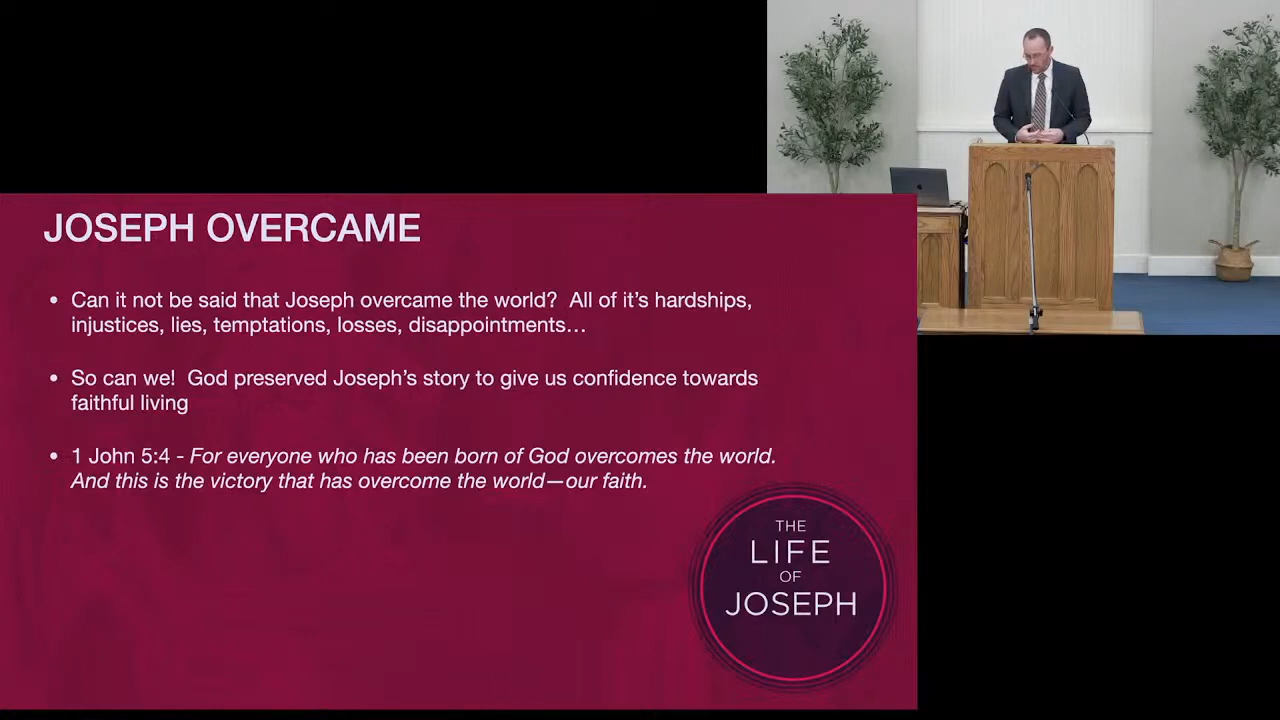 JOSEPH OVERCAME
• Can it not be said that Joseph overcame the world?  All of it’s hardships,
injustices, lies, temptations, losses, disappointments…
• So can we!  God preserved Joseph’s story to give us confidence towards
faithful living
• 1 John 5:4 - For everyone who has been born of God overcomes the world.
And this is the victory that has overcome the world—our faith.
THE
LIFE
OF
JOSEPH